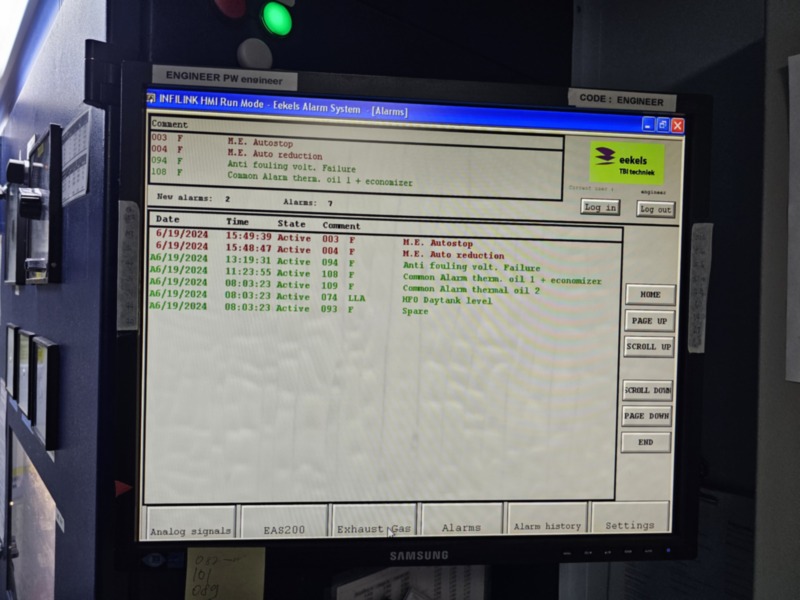 ENGINEER PW engineer
CODE: ENGINEER
INFILINK HMI Run Mode - Eekels Alarm System - [Alarms]
Comment
003 F M.E. Autostop
004 F M.E. Auto reduction
094 F Anti fouling volt. Failure
108 F Common Alarm therm. oil 1 + economizer
eekels
TBI techniek
engineer
New alarms: 2 Alarms: 7
Log in Log out
Date Time State Comment
6/19/2024 15:49:39 Active 003 F M.E. Autostop
6/19/2024 15:48:47 Active 004 F M.E. Auto reduction
A6/19/2024 13:19:31 Active 094 F Anti fouling volt. Failure
A6/19/2024 11:23:55 Active 108 F Common Alarm therm. oil 1 + economizer
A6/19/2024 08:03:23 Active 109 F Common Alarm thermal oil 2
A6/19/2024 08:03:23 Active 074 LLA HFO Daytank level
A6/19/2024 08:03:23 Active 093 F Spare
HOME
PAGE UP
SCROLL UP
SCROLL DOWN
PAGE DOWN
END
Analog signals EAS200 Exhaust Gas Alarms Alarm history Settings
SAMSUNG